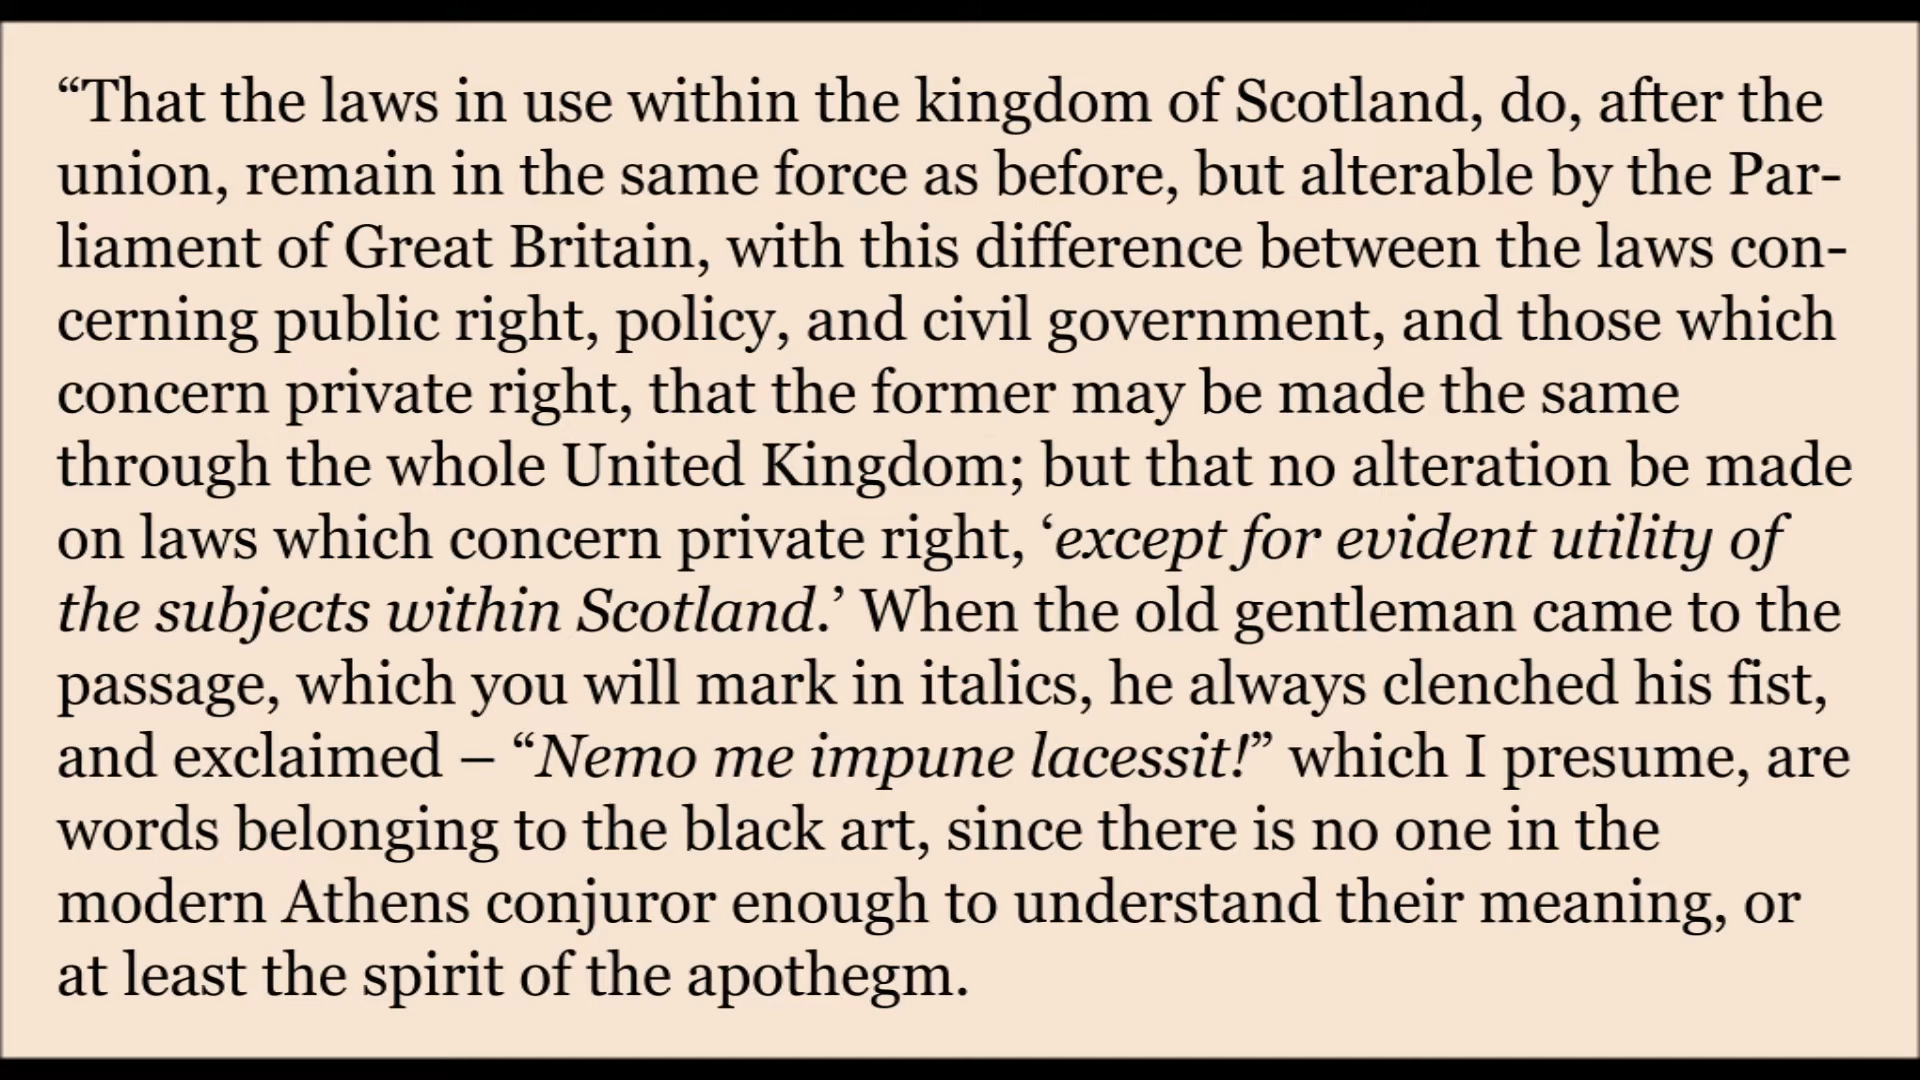 “That the laws in use within the kingdom of Scotland, do, after the
union, remain in the same force as before, but alterable by the Par-
liament of Great Britain, with this difference between the laws con-
cerning public right, policy, and civil government, and those which
concern private right, that the former may be made the same
through the whole United Kingdom; but that no alteration be made
on laws which concern private right, ‘except for evident utility of
the subjects within Scotland.’ When the old gentleman came to the
passage, which you will mark in italics, he always clenched his fist,
and exclaimed – “Nemo me impune lacessit!” which I presume, are
words belonging to the black art, since there is no one in the
modern Athens conjuror enough to understand their meaning, or
at least the spirit of the apothegm.